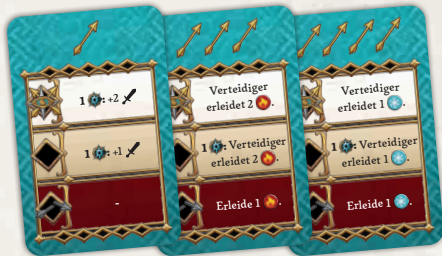 1 : +2
1 : +1
-
Verteidiger
erleidet 2 .
1 : Verteidiger
erleidet 2 .
Erleide 1 .
Verteidiger
erleidet 1 .
1 : Verteidiger
erleidet 1 .
Erleide 1 .